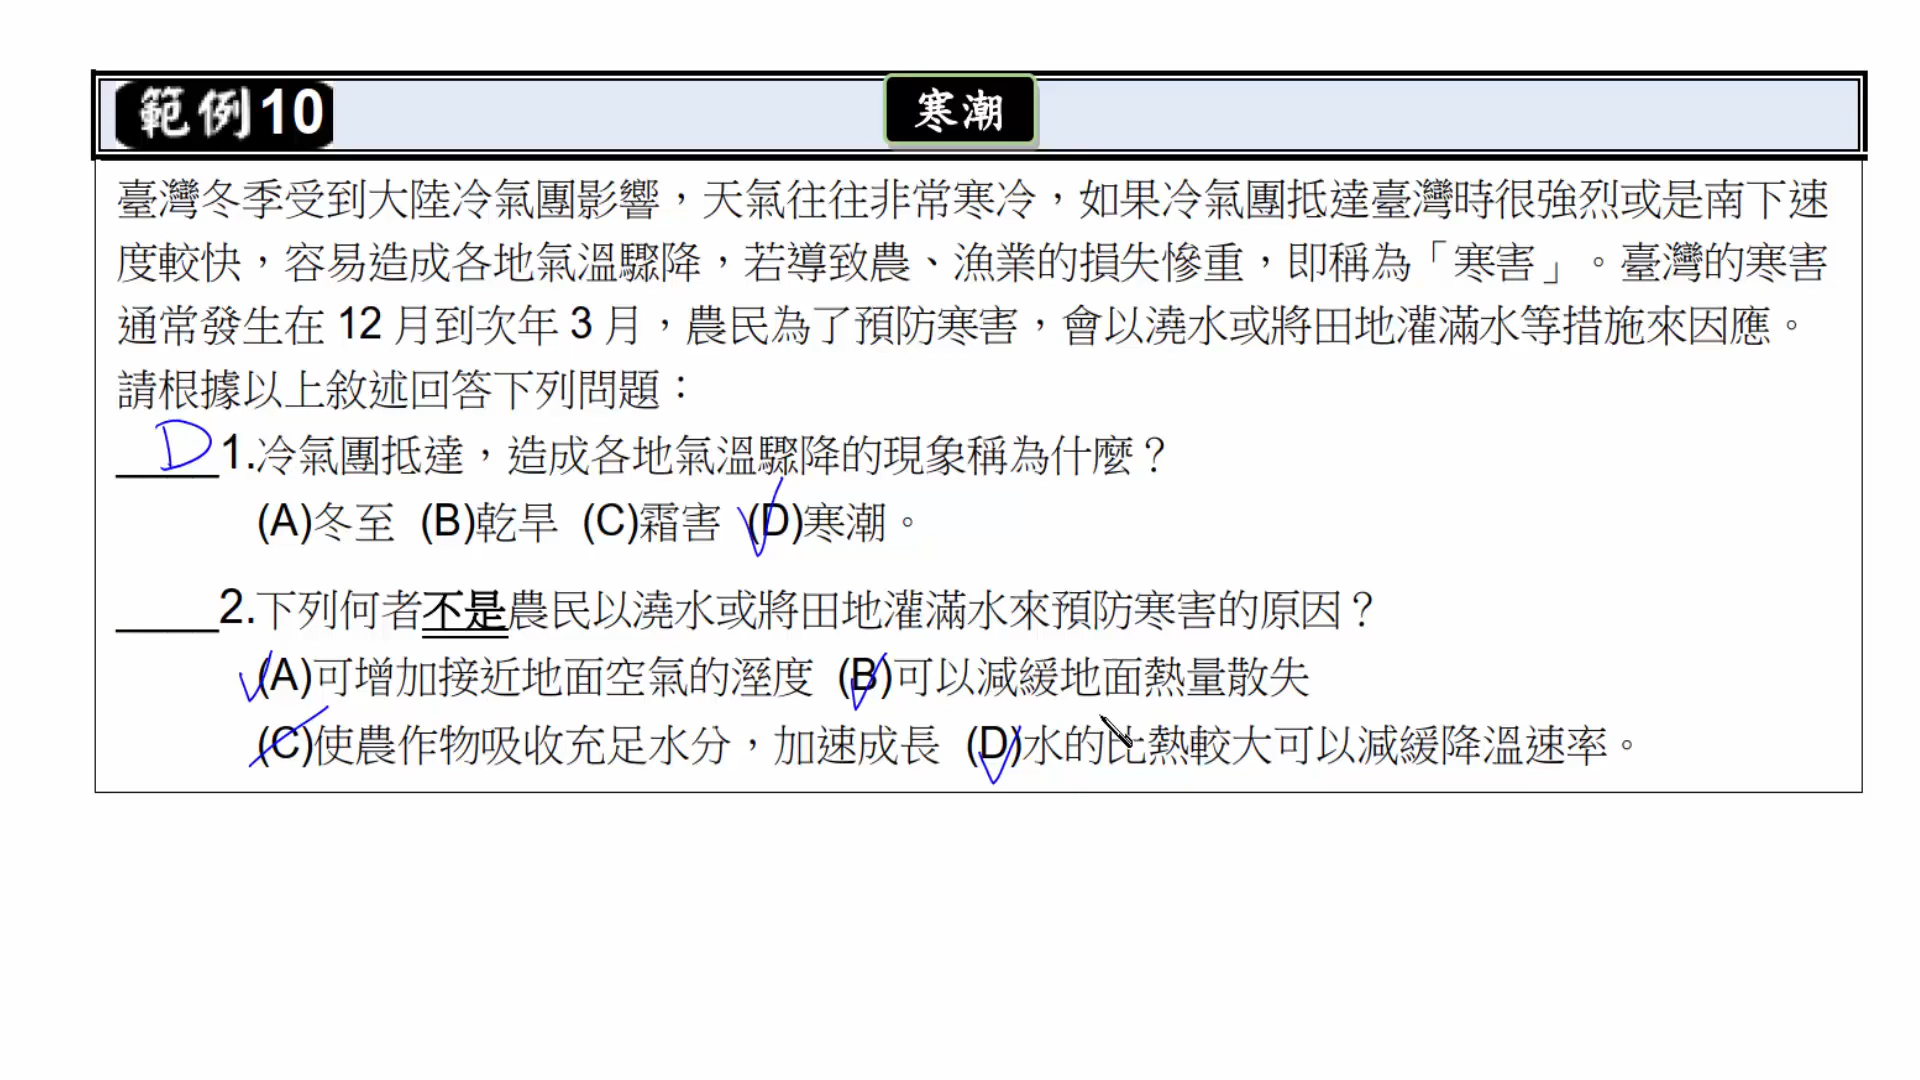 範例10
寒潮
臺灣冬季受到大陸冷氣團影響，天氣往往非常寒冷，如果冷氣團抵達臺灣時很強烈或是南下速
度較快，容易造成各地氣溫驟降，若導致農、漁業的損失慘重，即稱為「寒害」。臺灣的寒害
通常發生在 12 月到次年 3 月，農民為了預防寒害，會以澆水或將田地灌滿水等措施來因應。
請根據以上敘述回答下列問題：
D 1.冷氣團抵達，造成各地氣溫驟降的現象稱為什麼？
(A)冬至 (B)乾旱 (C)霜害 (D)寒潮。
____2.下列何者不是農民以澆水或將田地灌滿水來預防寒害的原因？
(A)可增加接近地面空氣的溼度 (B)可以減緩地面熱量散失
(C)使農作物吸收充足水分，加速成長 (D)水的比熱較大可以減緩降溫速率。